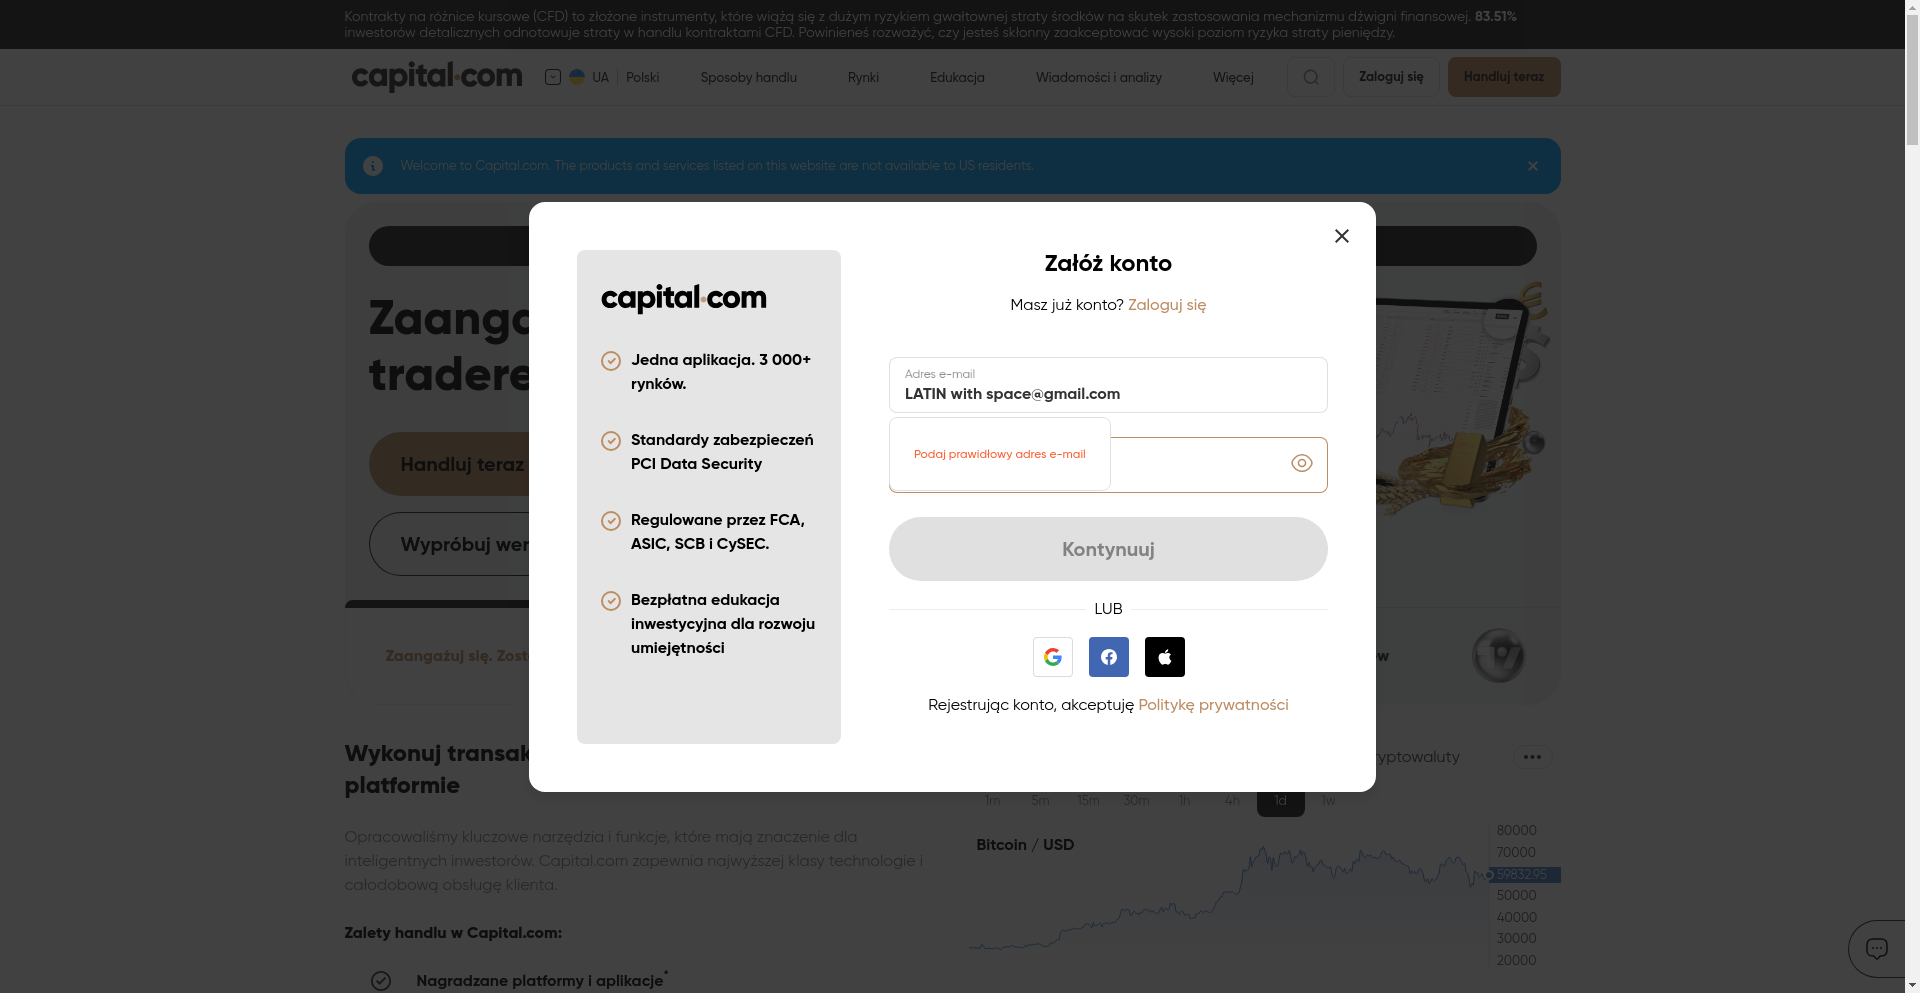 Kontrakty na różnice kursowe (CFD) to złożone instrumenty, które wiążą się z dużym ryzykiem gwałtownej straty środków na skutek zastosowania mechanizmu dźwigni finansowej. 83.51%
inwestorów detalicznych odnotowuje straty w handlu kontraktami CFD. Powinieneś rozważyć, czy jesteś skłonny zaakceptować wysoki poziom ryzyka straty pieniędzy.
capital.com
UA
Polski
Sposoby handlu
Rynki
Edukacja
Wiadomości i analizy
Więcej
Zaloguj się
Handluj teraz
Welcome to Capital.com. The products and services listed on this website are not available to US residents.
Zaanga
tradere
Handluj teraz
Wypróbuj wer
Zaangażuj się. Zosta
capital.com
Jedna aplikacja. 3 000+
rynków.
Standardy zabezpieczeń
PCI Data Security
Regulowane przez FCA,
ASIC, SCB i CySEC.
Bezpłatna edukacja
inwestycyjna dla rozwoju
umiejętności
Załóż konto
Masz już konto? Zaloguj się
Adres e-mail
LATIN with space@gmail.com
Podaj prawidłowy adres e-mail
Kontynuuj
LUB
Rejestrując konto, akceptuję Politykę prywatności
Wykonuj transak
platformie
Opracowaliśmy kluczowe narzędzia i funkcje, które mają znaczenie dla
inteligentnych inwestorów. Capital.com zapewnia najwyższej klasy technologie i
całodobową obsługę klienta.
Zalety handlu w Capital.com:
Nagradzane platformy i aplikacje*
ryptowaluty
1m
5m
15m
30m
1h
4h
1d
1w
Bitcoin / USD
80000
70000
59832.95
50000
40000
30000
20000